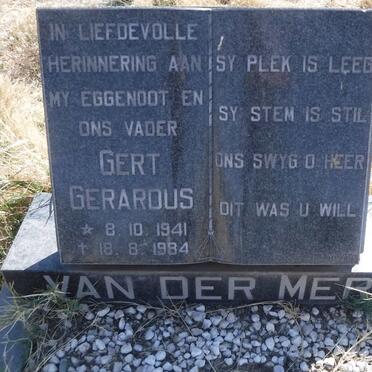 IN LIEFDEVOLLE
HERINNERING AAN
MY EGGENOOT EN
ONS VADER
GERT
GERARDUS
* 8. 10. 1941
† 18. 8. 1984
SY PLEK IS LEEG
SY STEM IS STIL
ONS SWYG O HEER
DIT WAS U WILL
VAN DER MER